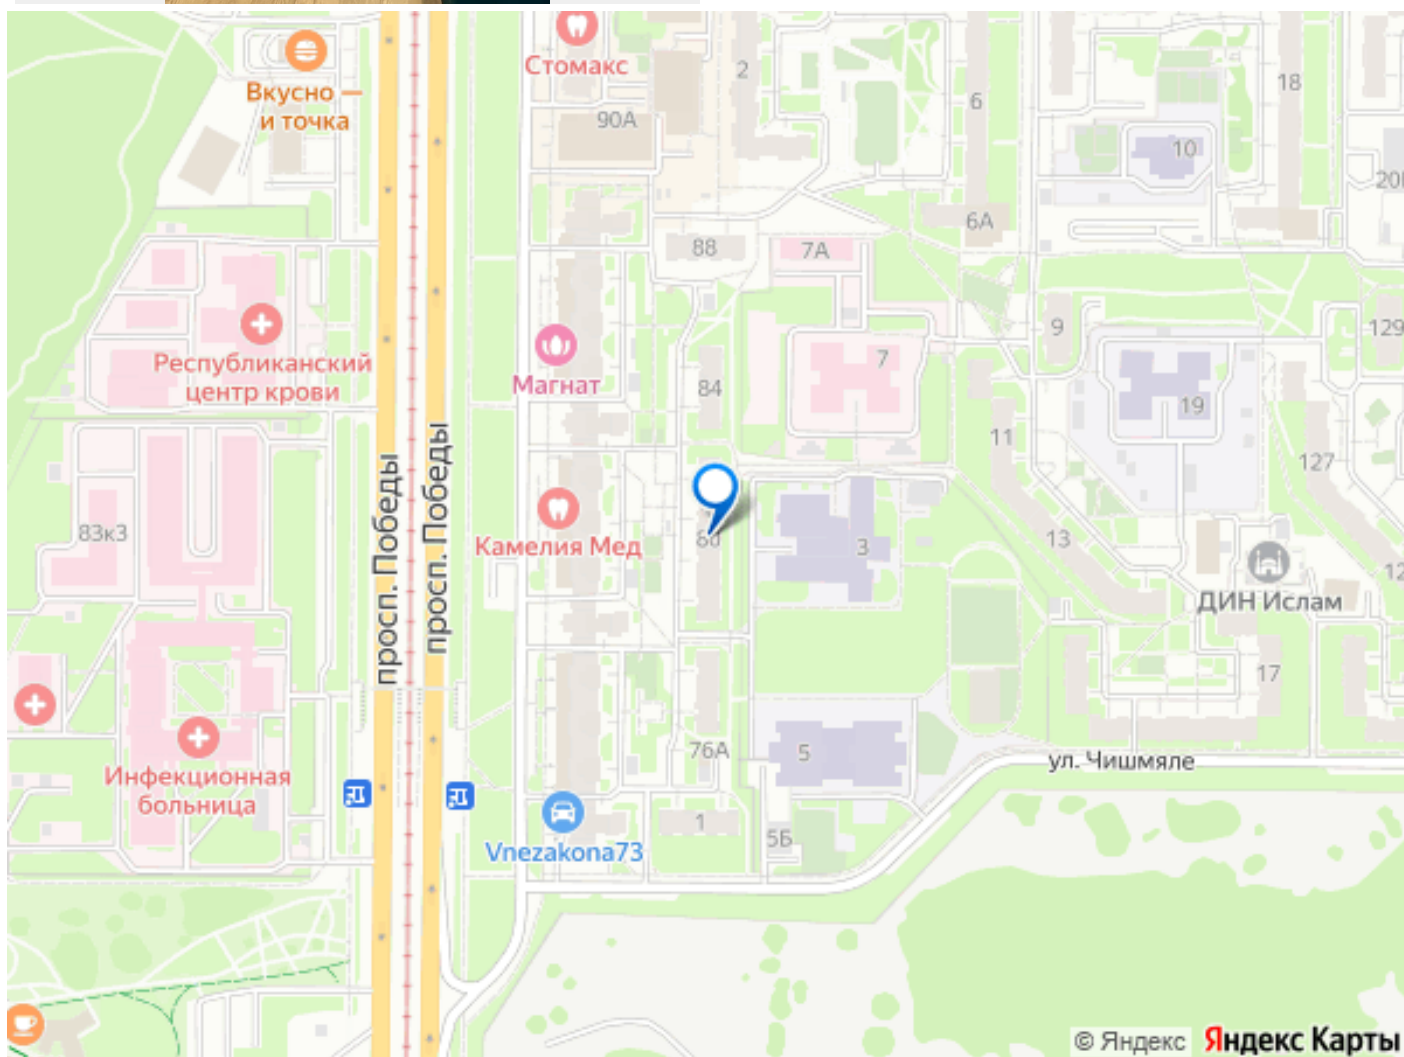 Стомакс
2
18
Вкусно —
и точка
6
90А
10
6А
88
7А
9
Республиканский
центр крови
Магнат
84
7
19
11
127
просп. Победы
просп. Победы
83к3
Камелия Мед
3
13
ДИН Ислам
17
76А
5
ул. Чишмяле
Инфекционная
больница
1
5Б
Vnezakona73
© Яндекс Яндекс Карты